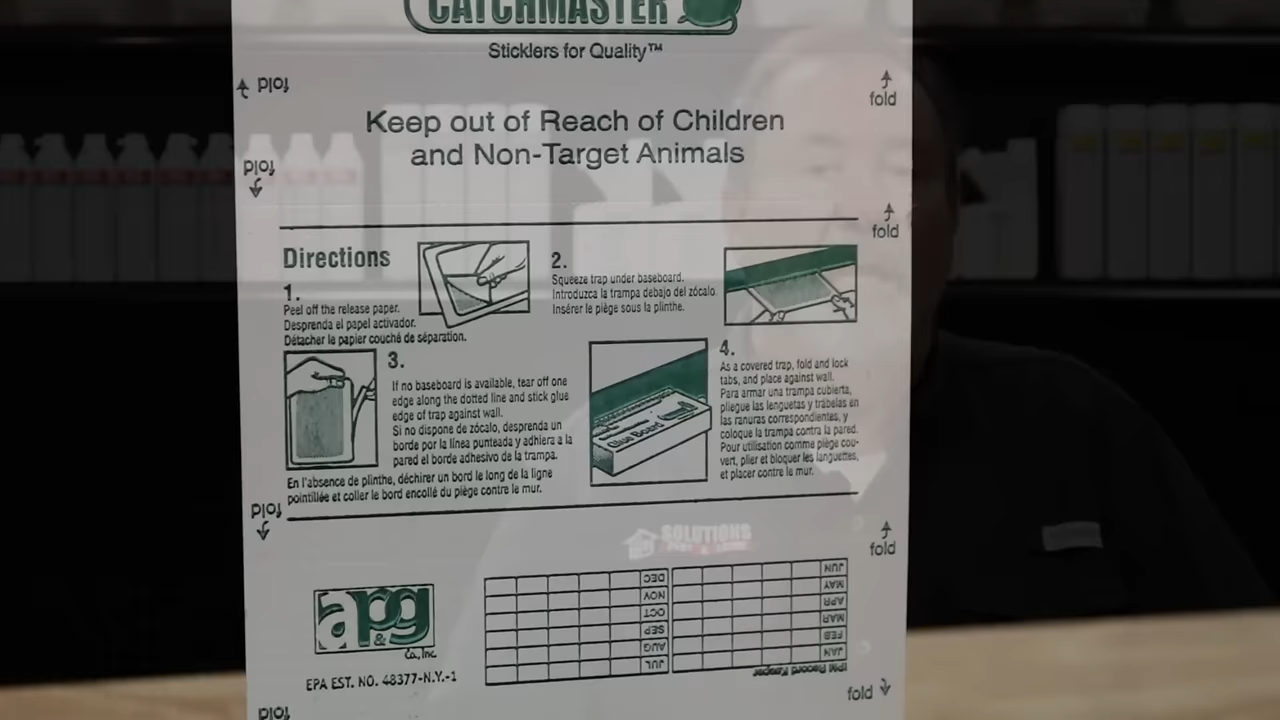 CATCHMASTER
Sticklers for Quality™
fold
fold
Keep out of Reach of Children
and Non-Target Animals
fold
fold
Directions
1.
Peel off the release paper.
Desprenda el papel activador.
Détacher le papier couché de séparation.
2.
Squeeze trap under baseboard.
Introduzca la trampa debajo del zócalo.
Insérer le piège sous la plinthe.
3.
If no baseboard is available, tear off one
edge along the dotted line and stick glue
edge of trap against wall.
Si no dispone de zócalo, desprenda un
borde por la línea punteada y adhiera a la
pared el borde adhesivo de la trampa.
En l'absence de plinthe, déchirer un bord le long de la ligne
pointillée et coller le bord encollé du piège contre le mur.
Glue Board
4.
As a covered trap, fold and lock
tabs, and place against wall.
Para armar una trampa cubierta,
pliegue las lenguetas y trábelas en
las ranuras correspondientes, y
coloque la trampa contra la pared.
Pour utilisation comme piège cou-
vert, plier et bloquer les languettes,
et placer contre le mur.
fold
fold
SOLUTIONS
apg
&
Co., Inc.
EPA EST. NO. 48377-N.Y.-1
DEC
NOV
OCT
SEP
AUG
JUL
JUN
MAY
APR
MAR
FEB
JAN
IPM Record Keeper
fold
fold